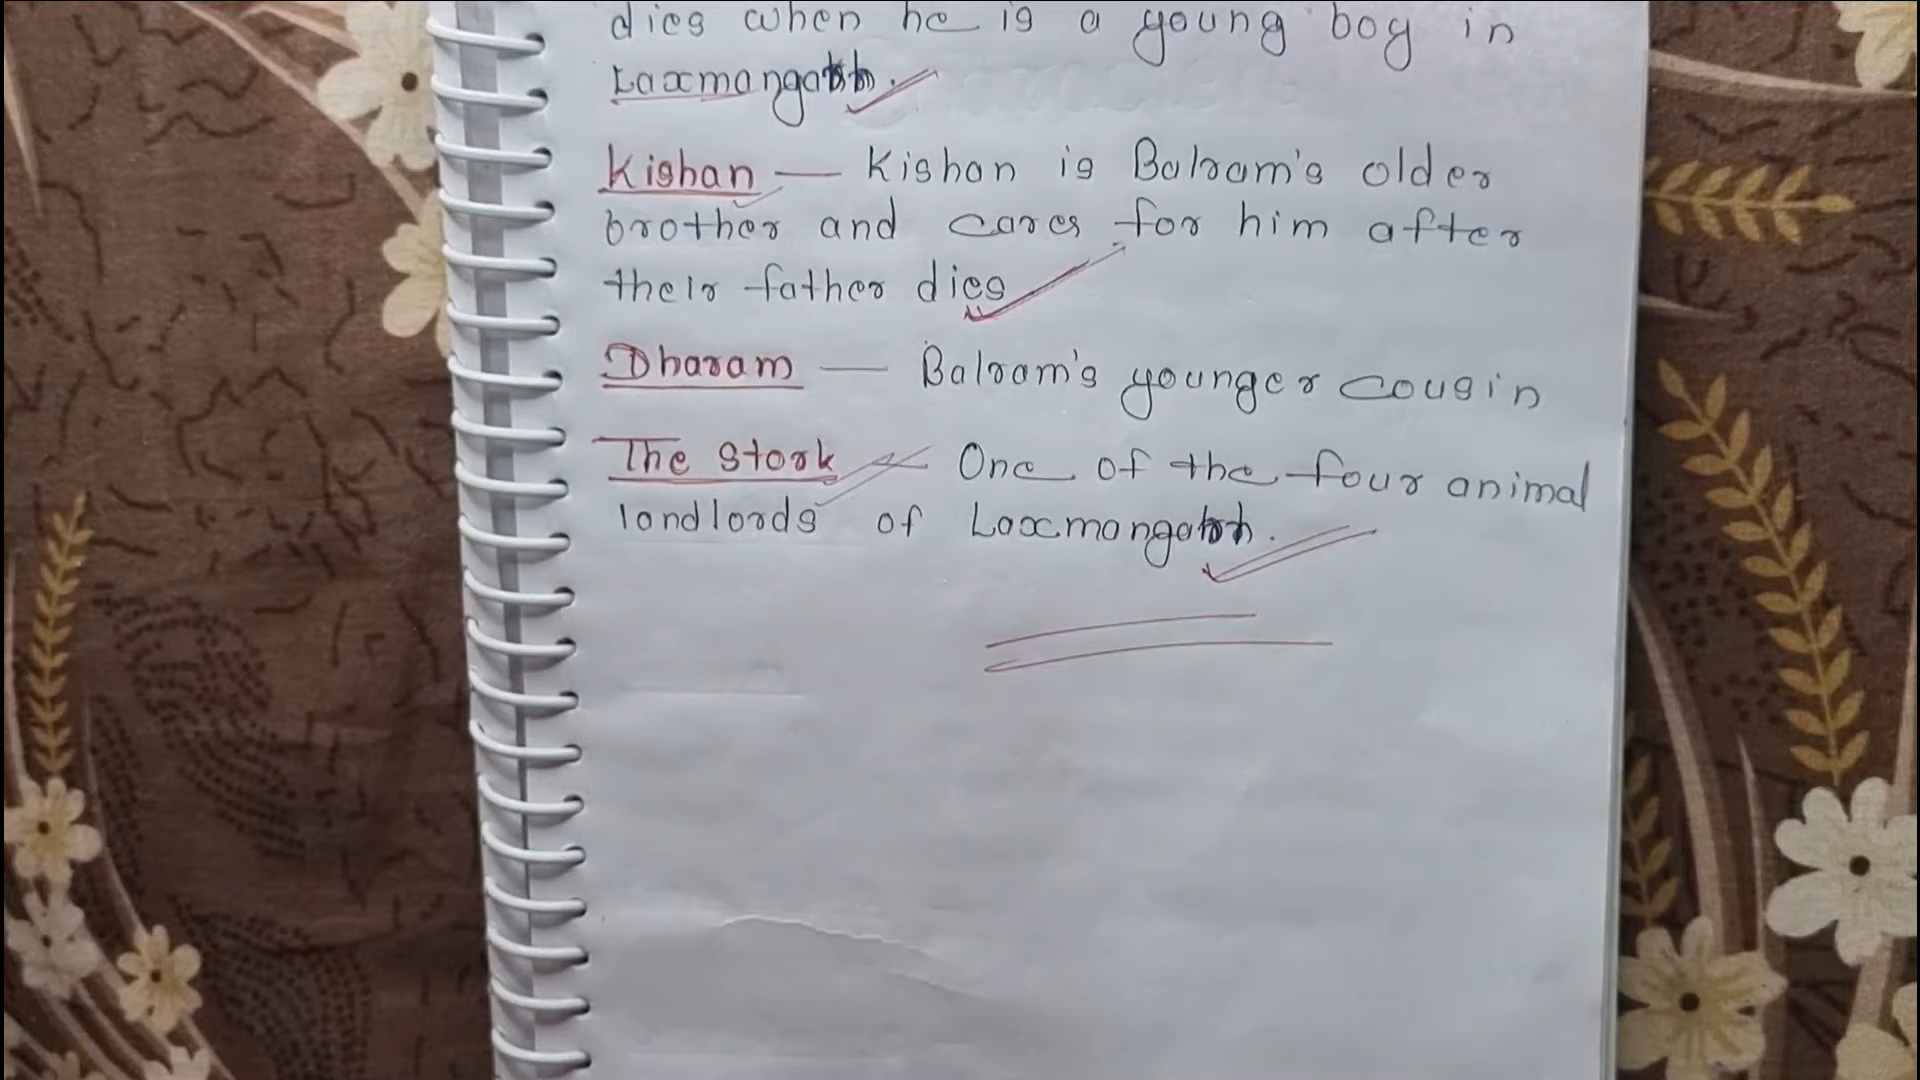 dies when he is a young boy in
Laxmangarh.
Kishan — Kishan is Balram's older
brother and cares for him after
their father dies
Dharam — Balram's younger cousin
The Stork — One of the four animal
landlords of Laxmangarh.